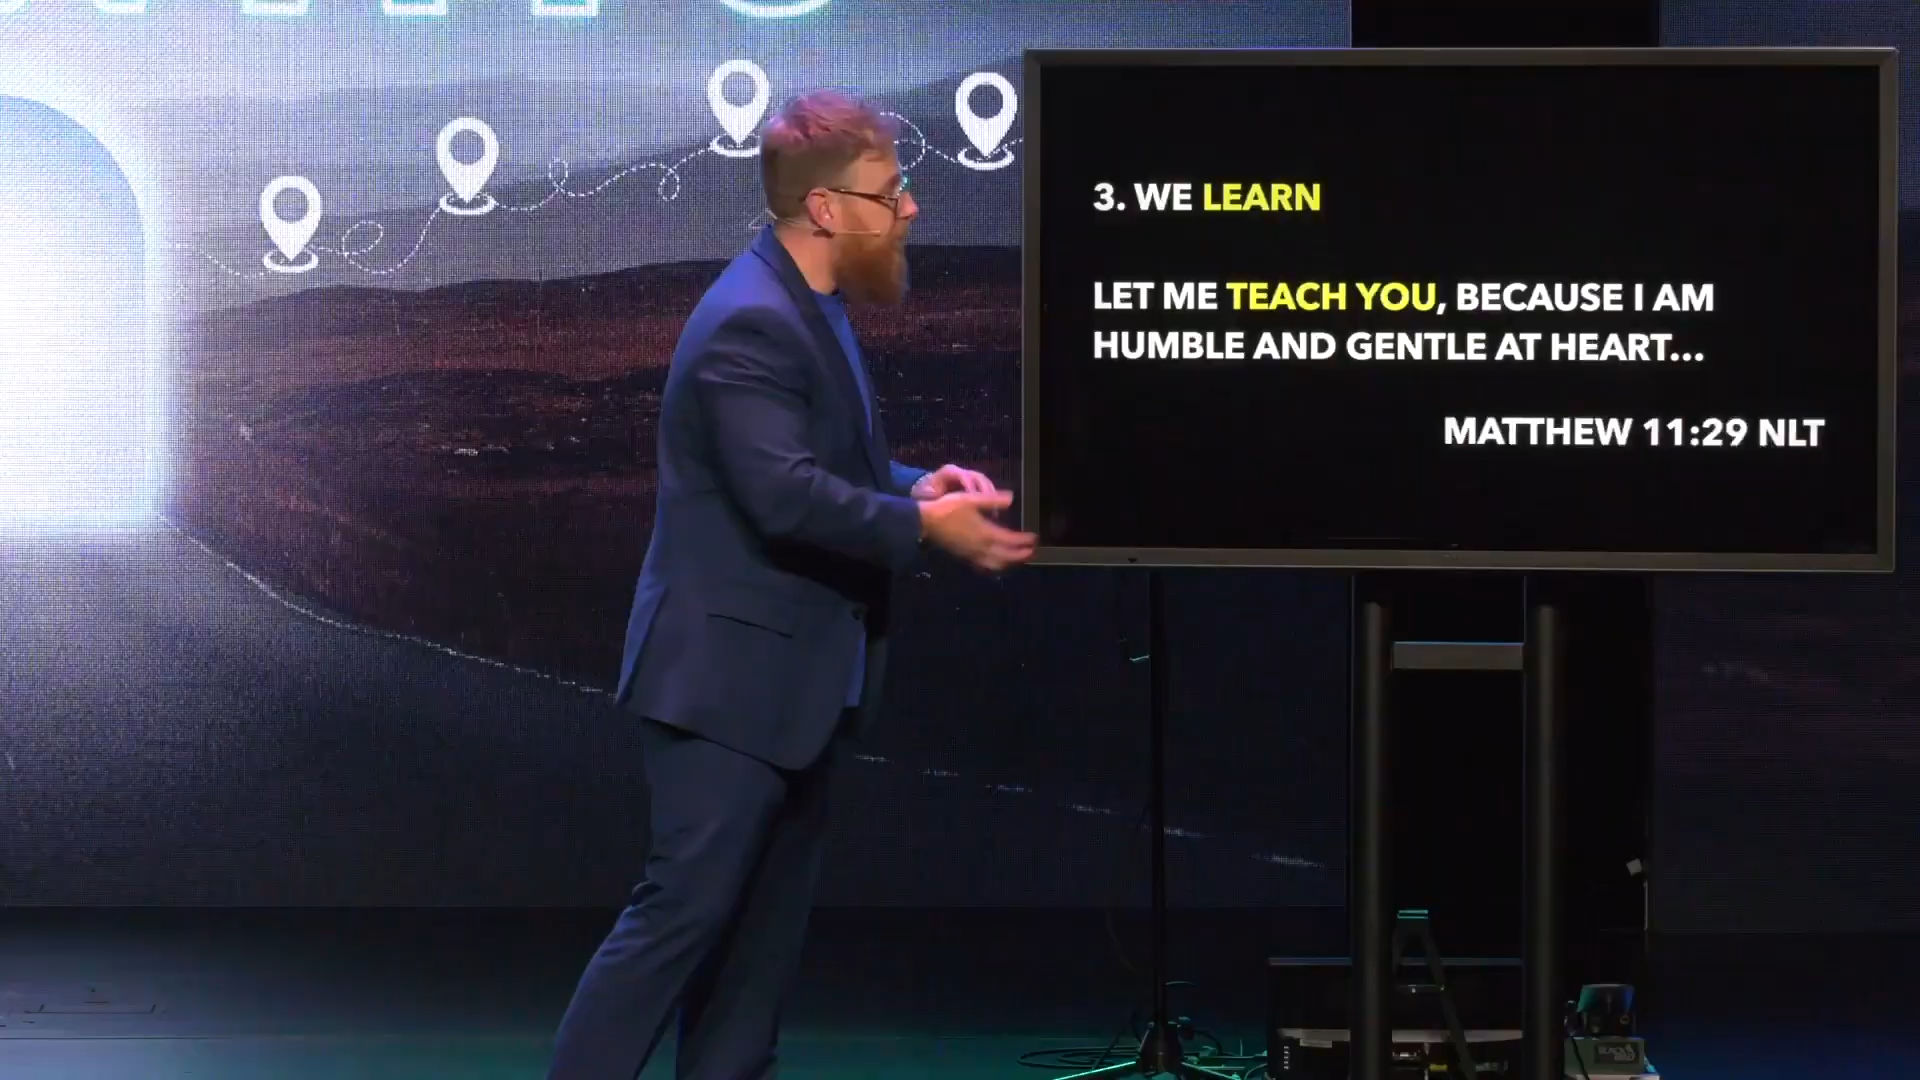 3. WE LEARN
LET ME TEACH YOU, BECAUSE I AM
HUMBLE AND GENTLE AT HEART...
MATTHEW 11:29 NLT